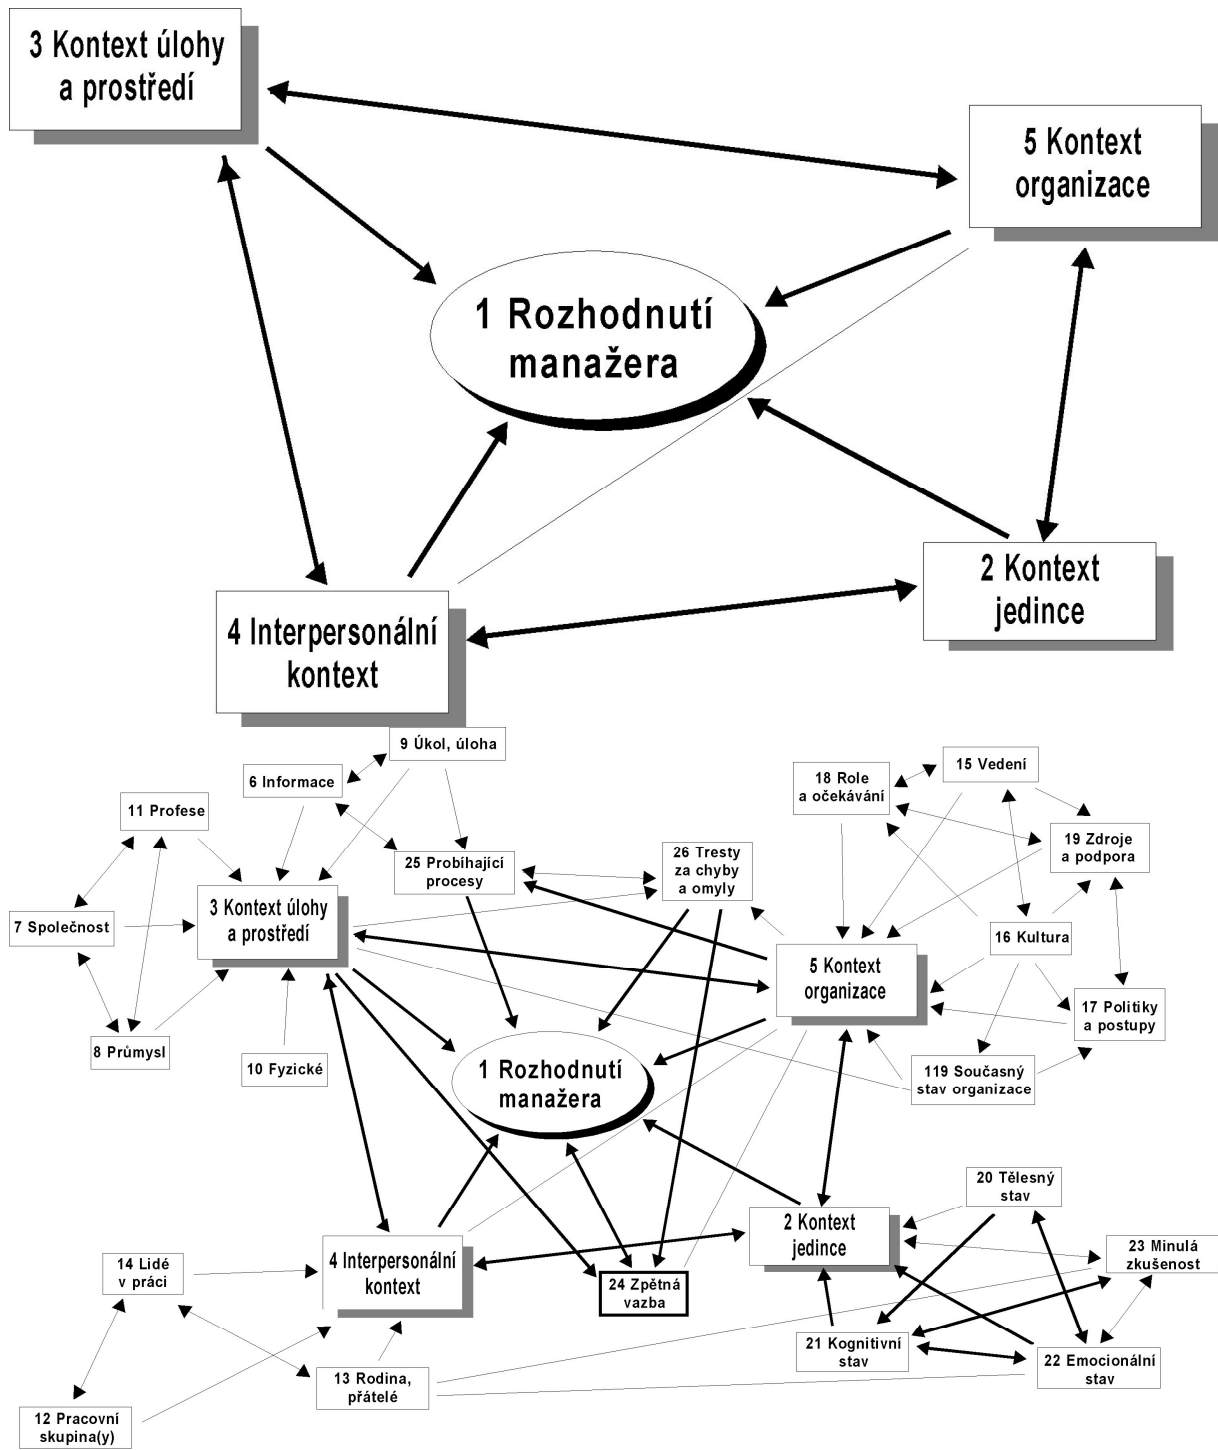 3 Kontext úlohy
a prostředí
5 Kontext
organizace
1 Rozhodnutí
manažera
2 Kontext
jedince
4 Interpersonální
kontext
9 Úkol, úloha
6 Informace
15 Vedení
18 Role
a očekávání
11 Profese
19 Zdroje
a podpora
25 Probíhající
procesy
26 Tresty
za chyby
a omyly
3 Kontext úlohy
a prostředí
7 Společnost
16 Kultura
5 Kontext
organizace
17 Politiky
a postupy
8 Průmysl
10 Fyzické
1 Rozhodnutí
manažera
119 Současný
stav organizace
20 Tělesný
stav
2 Kontext
jedince
23 Minulá
zkušenost
14 Lidé
v práci
4 Interpersonální
kontext
24 Zpětná
vazba
21 Kognitivní
stav
22 Emocionální
stav
13 Rodina,
přátelé
12 Pracovní
skupina(y)